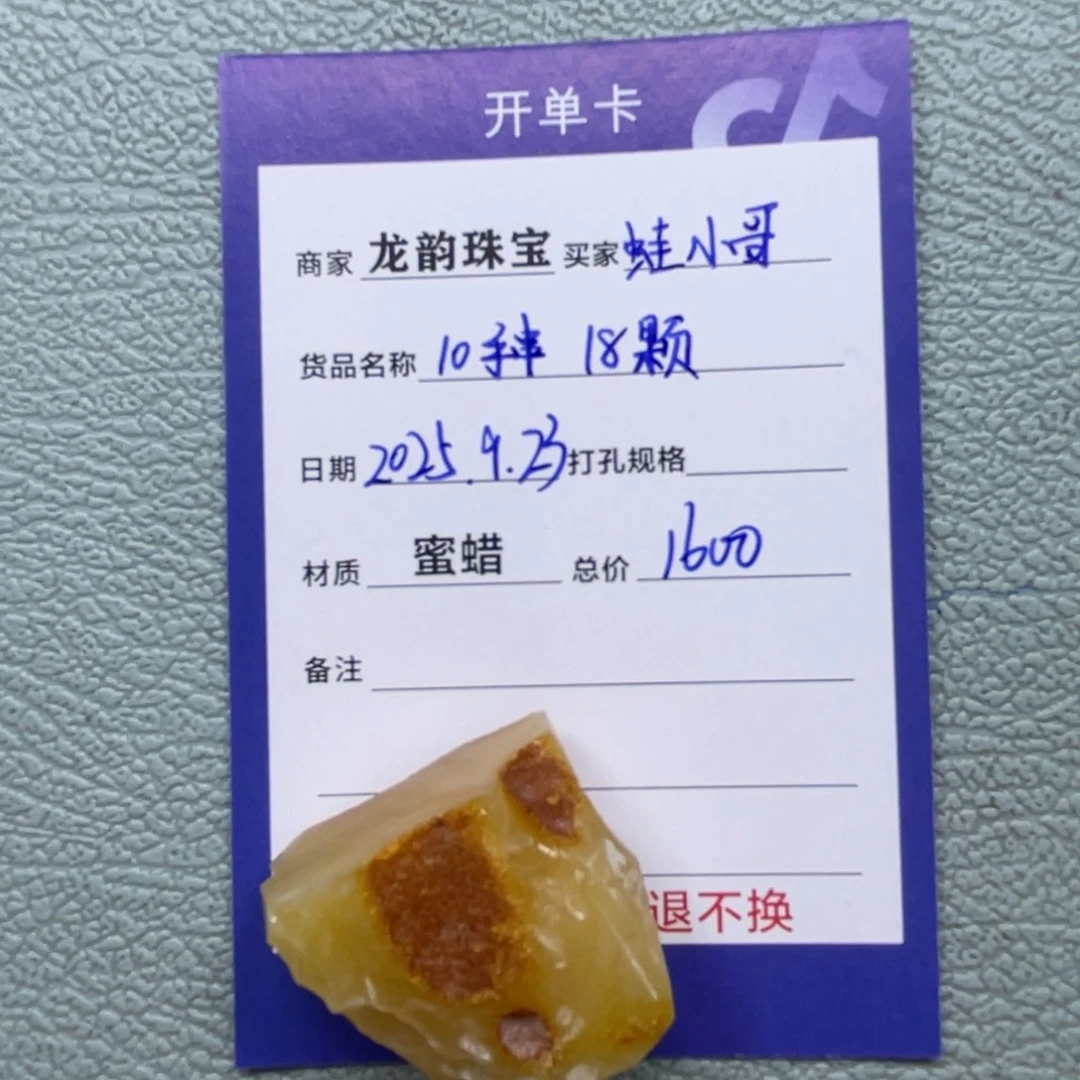 开单卡
商家 龙韵珠宝 买家 蛙小哥
货品名称 10手串 18颗
日期 2025.9.23 打孔规格
材质 蜜蜡 总价 1600
备注
退不换